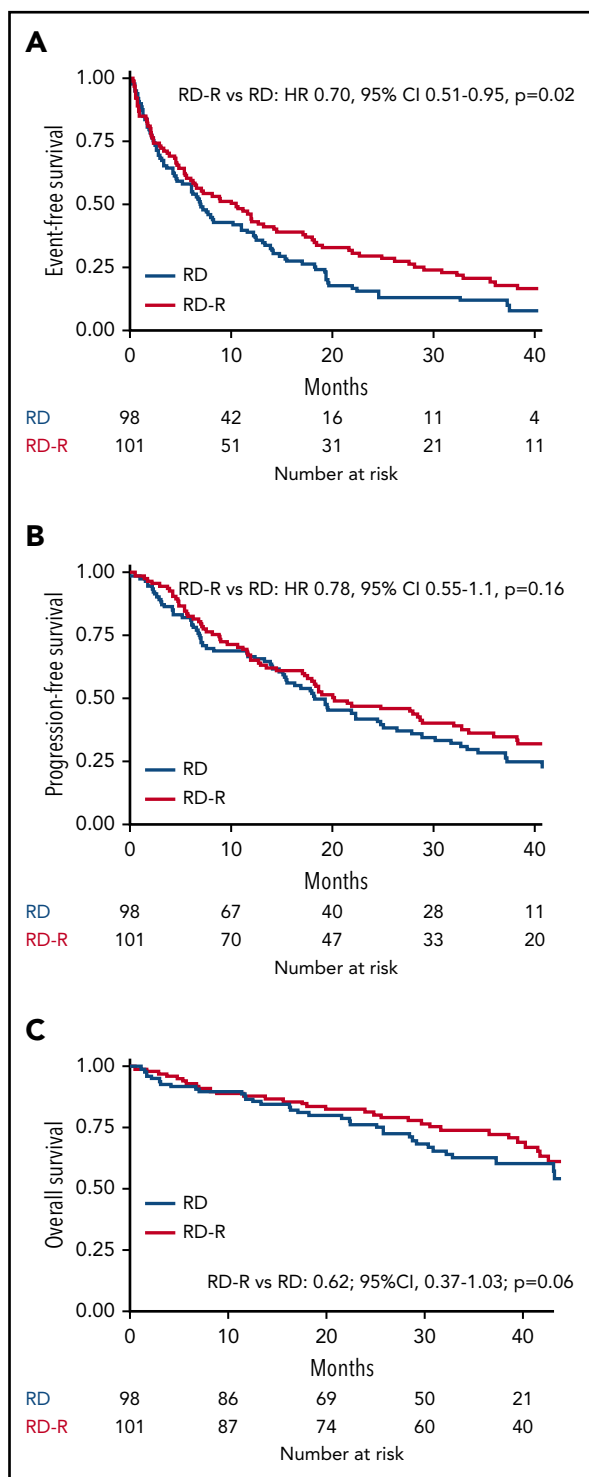 A
RD-R vs RD: HR 0.70, 95% CI 0.51-0.95, p=0.02
Event-free survival
1.00
0.75
0.50
0.25
0.00
RD
RD-R
0 10 20 30 40
Months
RD 98 42 16 11 4
RD-R 101 51 31 21 11
Number at risk
B
RD-R vs RD: HR 0.78, 95% CI 0.55-1.1, p=0.16
Progression-free survival
1.00
0.75
0.50
0.25
0.00
RD
RD-R
0 10 20 30 40
Months
RD 98 67 40 28 11
RD-R 101 70 47 33 20
Number at risk
C
Overall survival
1.00
0.75
0.50
0.25
0.00
RD
RD-R
RD-R vs RD: 0.62; 95%CI, 0.37-1.03; p=0.06
0 10 20 30 40
Months
RD 98 86 69 50 21
RD-R 101 87 74 60 40
Number at risk